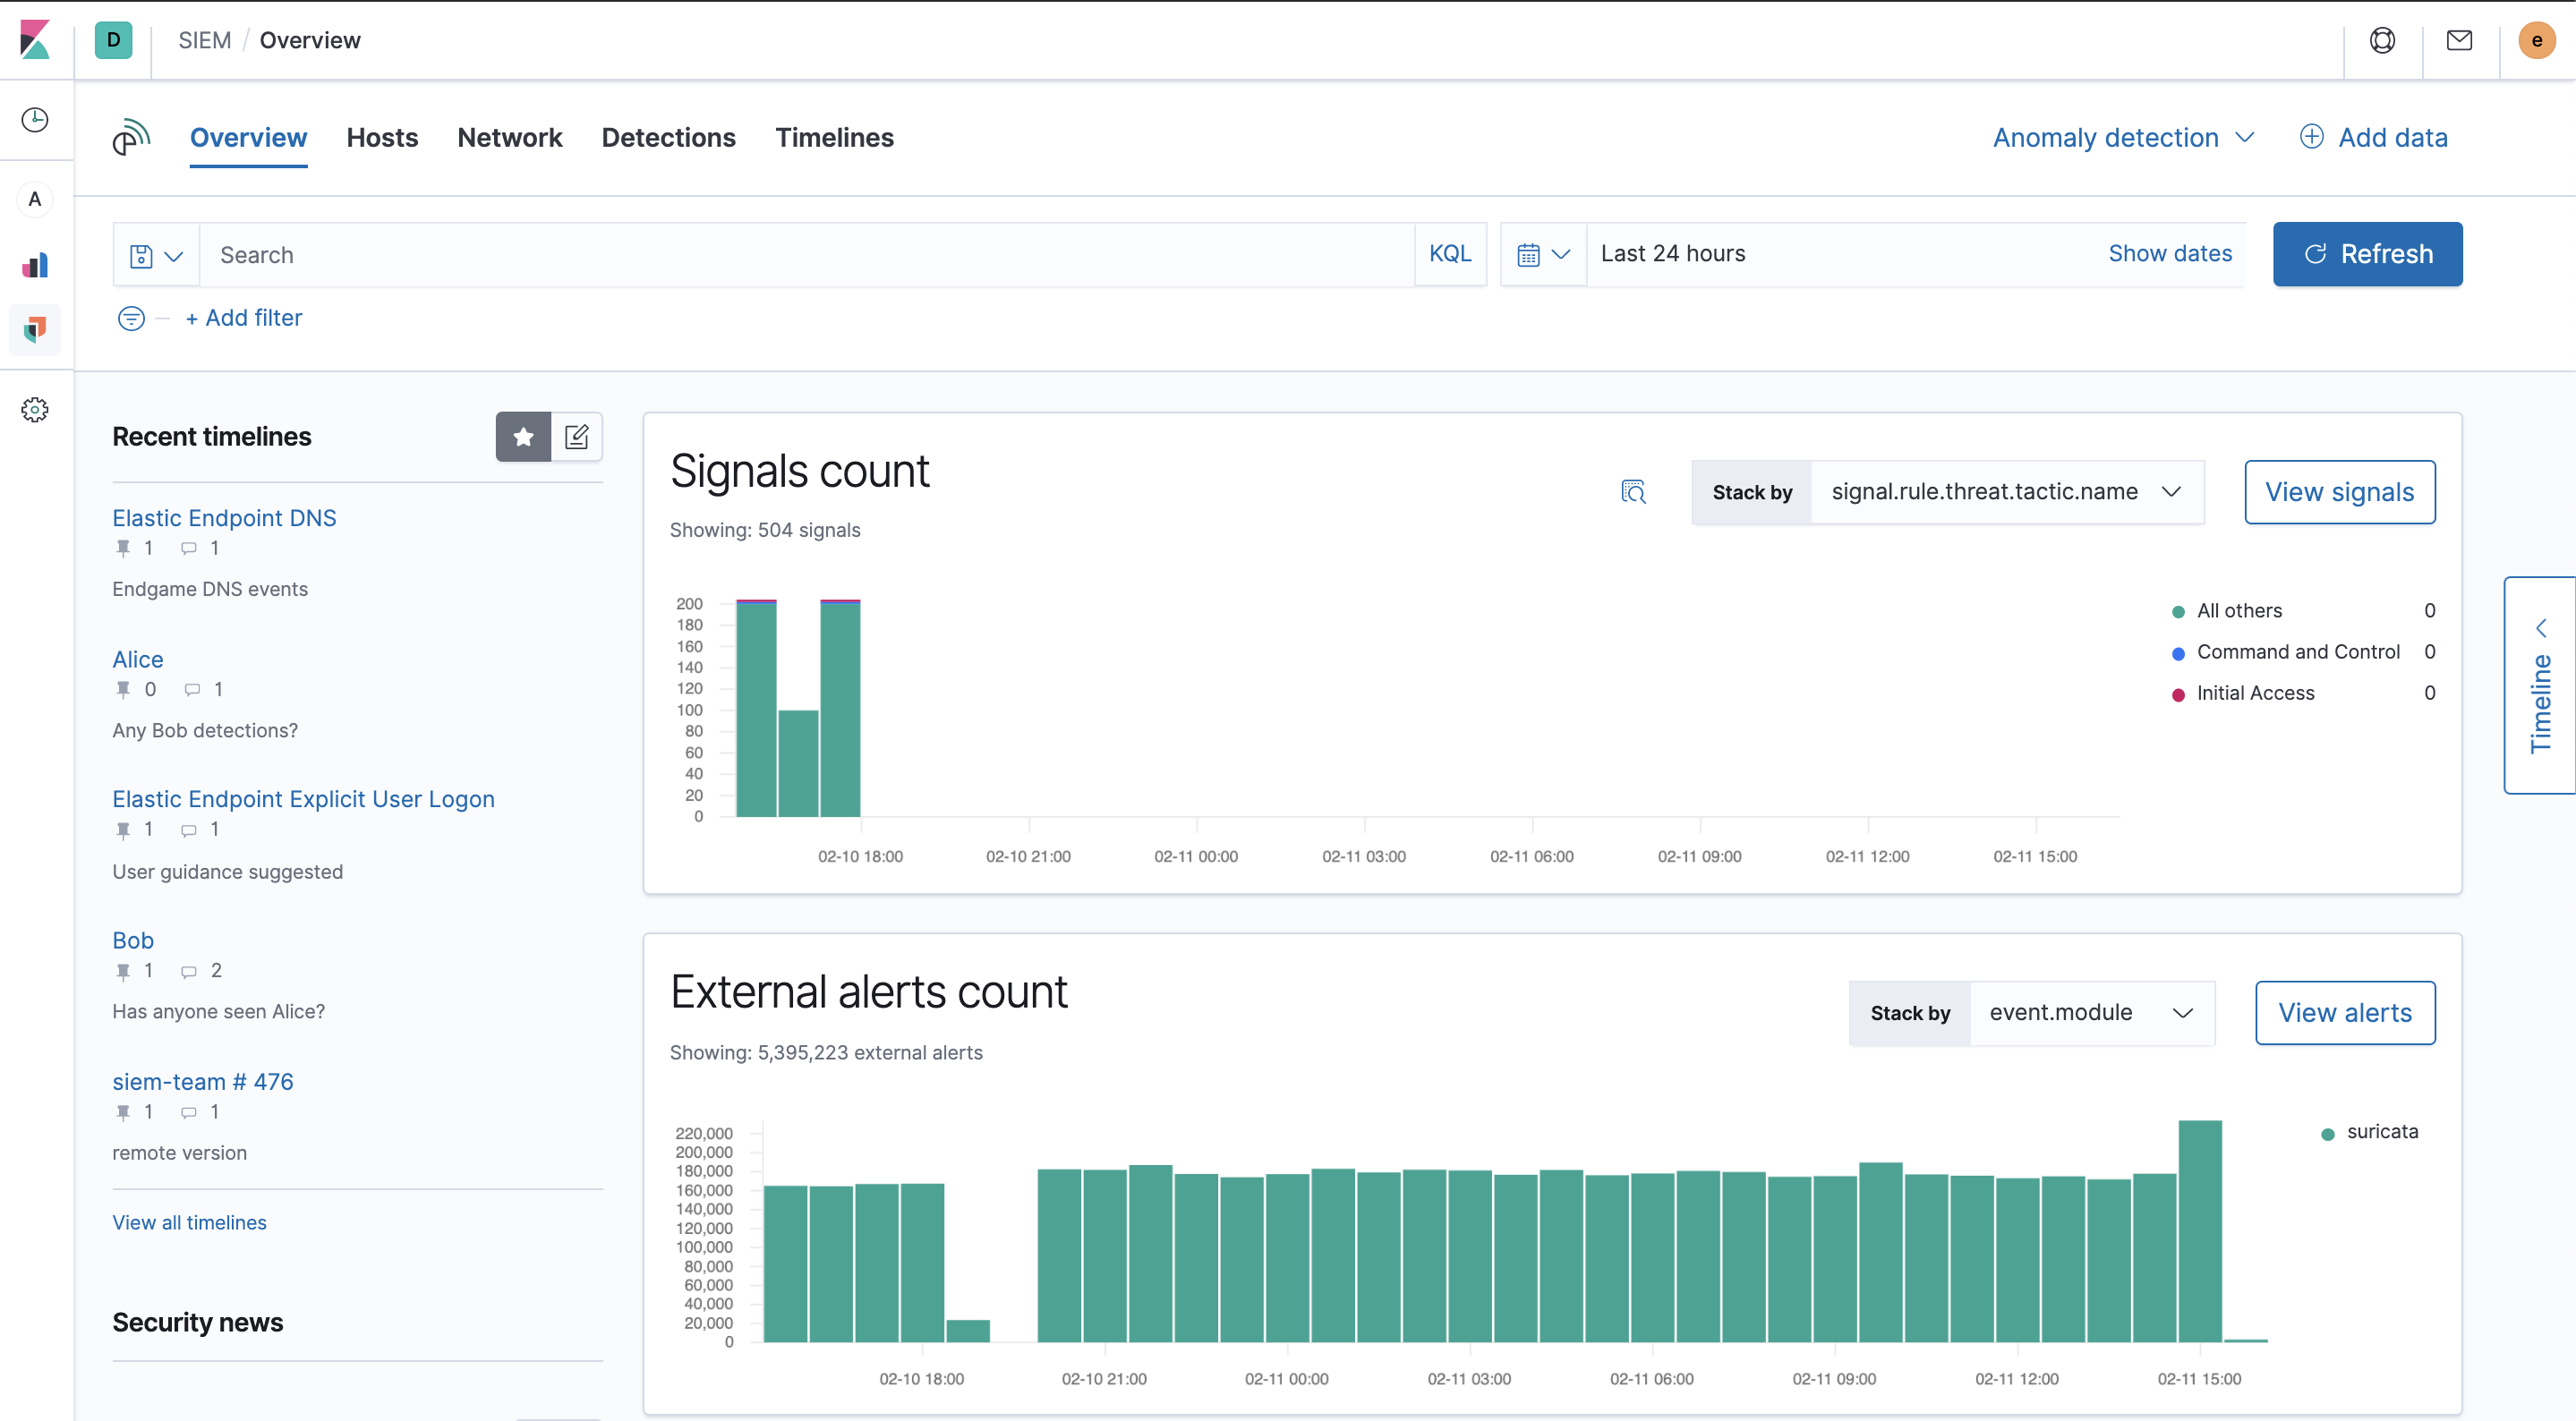 D
SIEM / Overview
e
A
Overview Hosts Network Detections Timelines
Anomaly detection
Add data
Search
KQL
Last 24 hours
Show dates
Refresh
+ Add filter
Recent timelines
Elastic Endpoint DNS
1 1
Endgame DNS events
Alice
0 1
Any Bob detections?
Elastic Endpoint Explicit User Logon
1 1
User guidance suggested
Bob
1 2
Has anyone seen Alice?
siem-team # 476
1 1
remote version
View all timelines
Security news
Signals count
Showing: 504 signals
Stack by signal.rule.threat.tactic.name
View signals
200
180
160
140
120
100
80
60
40
20
0
02-10 18:00 02-10 21:00 02-11 00:00 02-11 03:00 02-11 06:00 02-11 09:00 02-11 12:00 02-11 15:00
All others 0
Command and Control 0
Initial Access 0
Timeline
External alerts count
Showing: 5,395,223 external alerts
Stack by event.module
View alerts
220,000
200,000
180,000
160,000
140,000
120,000
100,000
80,000
60,000
40,000
20,000
0
02-10 18:00 02-10 21:00 02-11 00:00 02-11 03:00 02-11 06:00 02-11 09:00 02-11 12:00 02-11 15:00
suricata